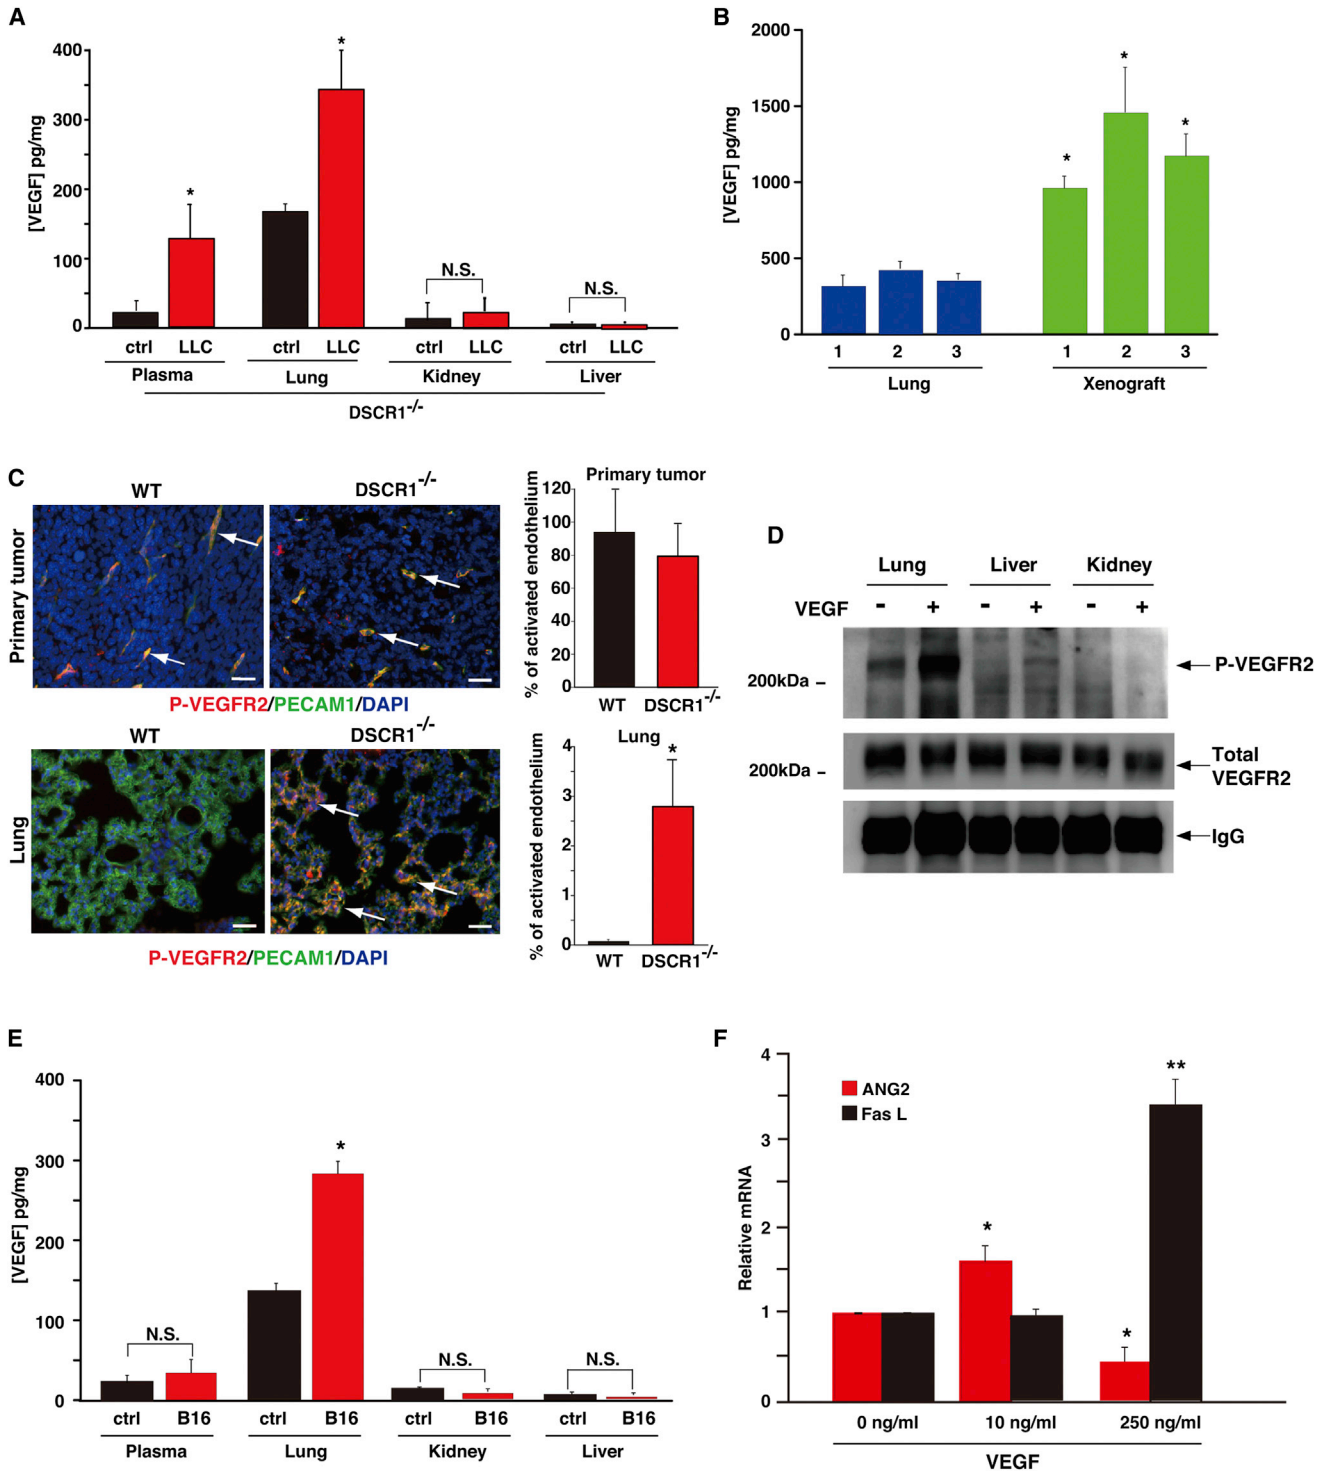 A
[VEGF] pg/mg
400
300
200
100
0
*
*
N.S.
N.S.
ctrl LLC ctrl LLC ctrl LLC ctrl LLC
Plasma Lung Kidney Liver
DSCR1-/-
B
[VEGF] pg/mg
2000
1500
1000
500
0
*
*
*
1 2 3 1 2 3
Lung Xenograft
C
WT DSCR1-/-
Primary tumor
P-VEGFR2/PECAM1/DAPI
WT DSCR1-/-
Lung
P-VEGFR2/PECAM1/DAPI
Primary tumor
% of activated endothelium
120
100
80
60
40
20
0
WT DSCR1-/-
Lung
% of activated endothelium
4
3
2
1
0
*
WT DSCR1-/-
D
Lung Liver Kidney
VEGF - + - + - +
200kDa –
P-VEGFR2
200kDa –
Total
VEGFR2
IgG
E
[VEGF] pg/mg
400
300
200
100
0
N.S.
*
N.S.
N.S.
ctrl B16 ctrl B16 ctrl B16 ctrl B16
Plasma Lung Kidney Liver
F
Relative mRNA
4
3
2
1
0
ANG2
Fas L
*
*
**
0 ng/ml 10 ng/ml 250 ng/ml
VEGF